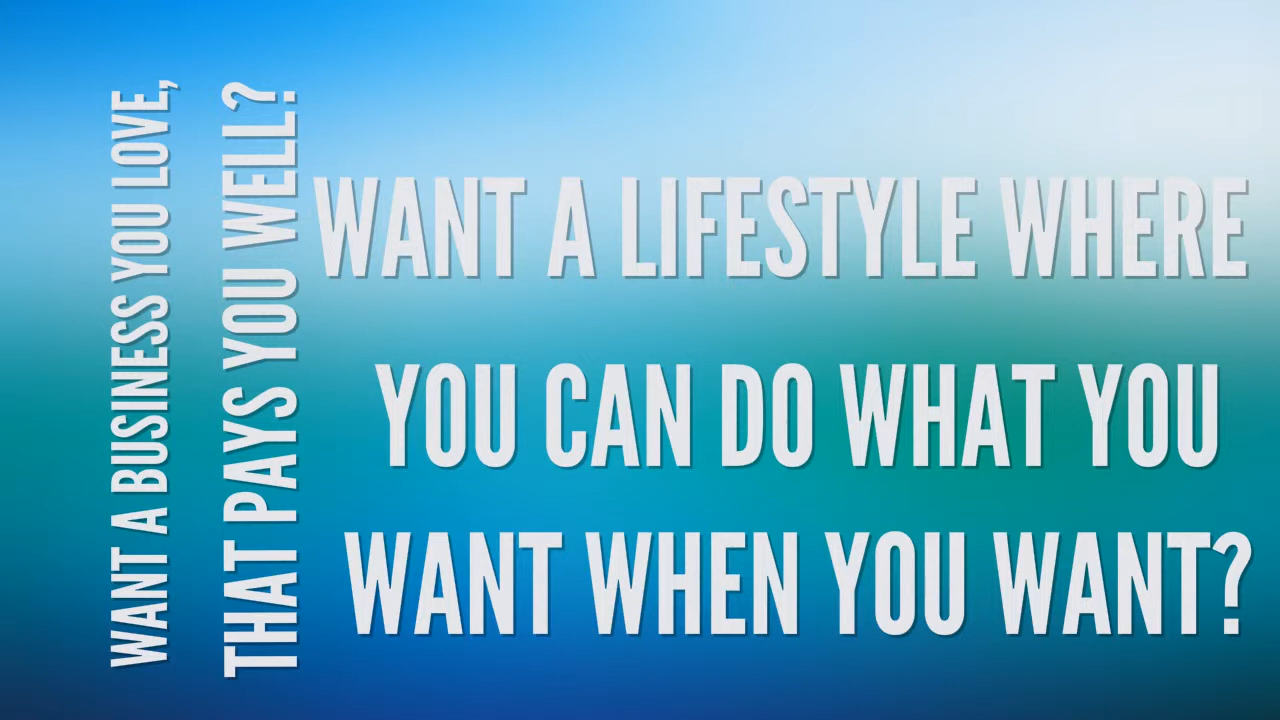 WANT A BUSINESS YOU LOVE,
THAT PAYS YOU WELL?
WANT A LIFESTYLE WHERE
YOU CAN DO WHAT YOU
WANT WHEN YOU WANT?